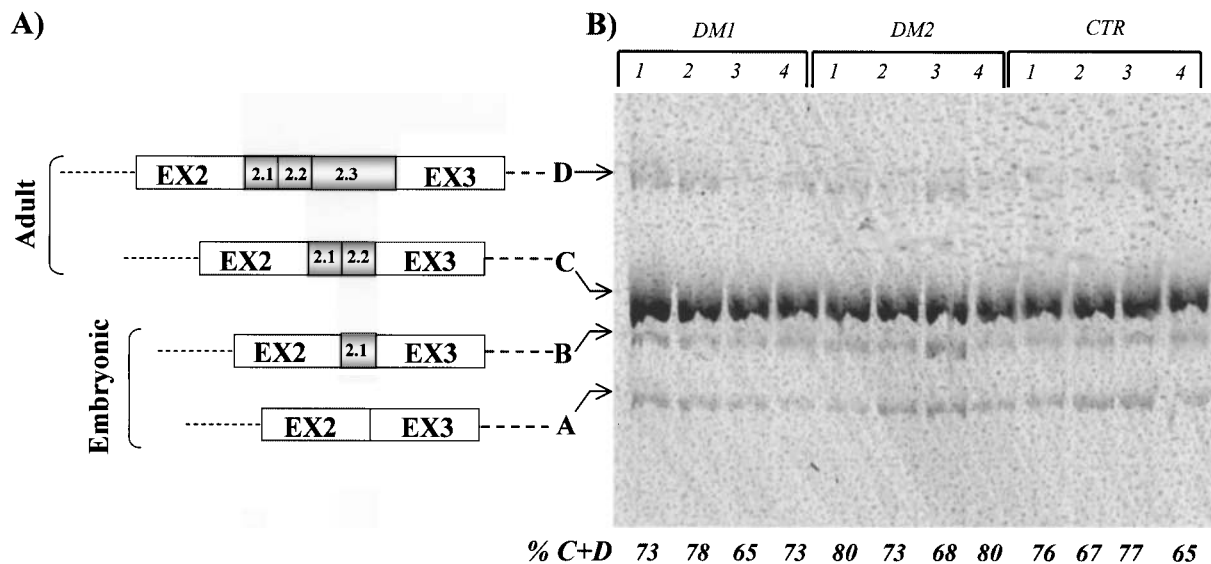 A)
Adult
EX2 2.1 2.2 2.3 EX3 D
EX2 2.1 2.2 EX3 C
Embryonic
EX2 2.1 EX3 B
EX2 EX3 A
B)
DM1 DM2 CTR
1 2 3 4 1 2 3 4 1 2 3 4
% C+D 73 78 65 73 80 73 68 80 76 67 77 65